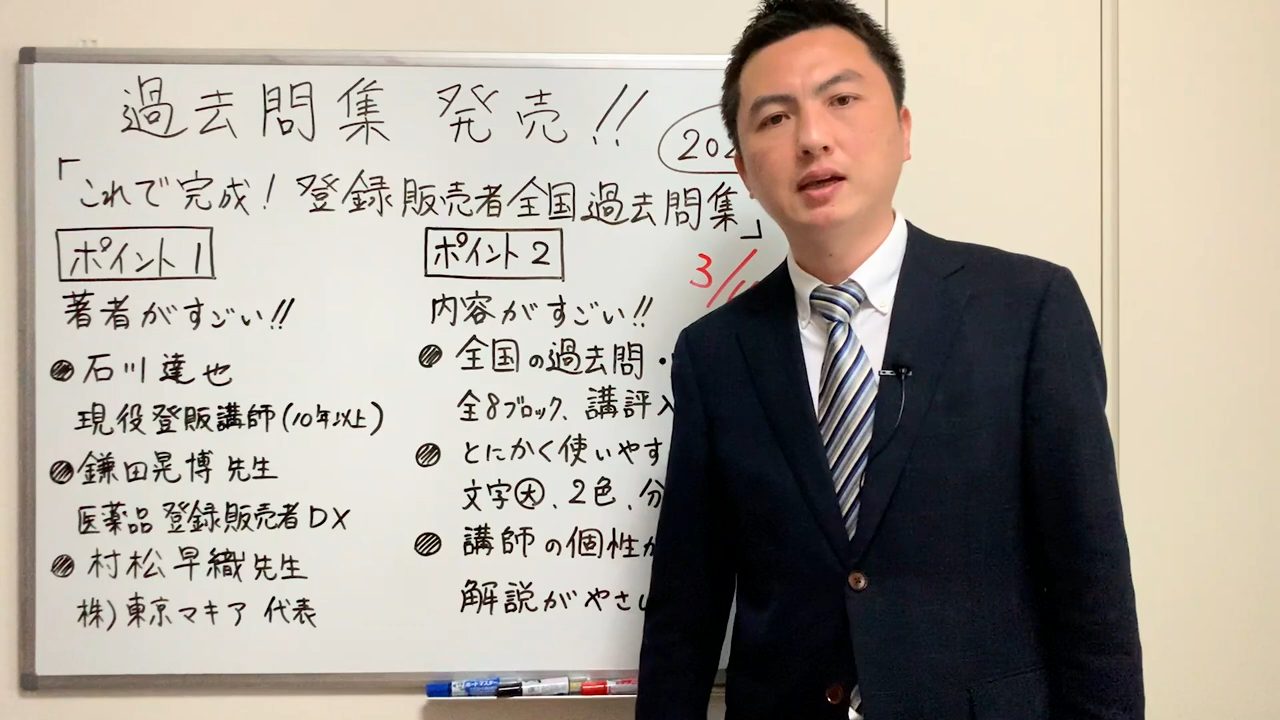 過去問集 発売!!
202
「これで完成! 登録販売者全国過去問集」
3/
ポイント1
著者がすごい!!
●石川達也
現役登販講師(10年以上)
●鎌田晃博先生
医薬品登録販売者DX
●村松早織先生
株)東京マキア 代表
ポイント2
内容がすごい!!
●全国の過去問・
全8ブロック、講評入
●とにかく使いやす
文字大、2色、分
●講師の個性が
解説がやさし